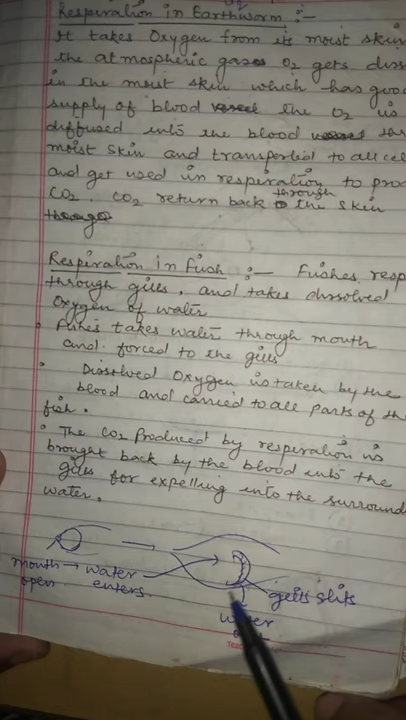 Respiration in Earthworm :-
It takes Oxygen from its moist skin
the atmospheric gases O2 gets diss
in the moist skin which has good
supply of blood the O2 is
diffused into the blood thr
moist skin and transported to all cel
and get used in respiration to pro
CO2. CO2 return back through the skin
Respiration in fish :- Fishes resp
through gills, and takes dissolved
oxygen of water
• Fishes takes water through mouth
and forced to the gills
• Dissolved Oxygen is taken by the
blood and carried to all parts of th
fish.
• The CO2 Produced by respiration is
brought back by the blood into the
gills for expelling into the surround
water.
mouth → water
open enters
gills slits
water